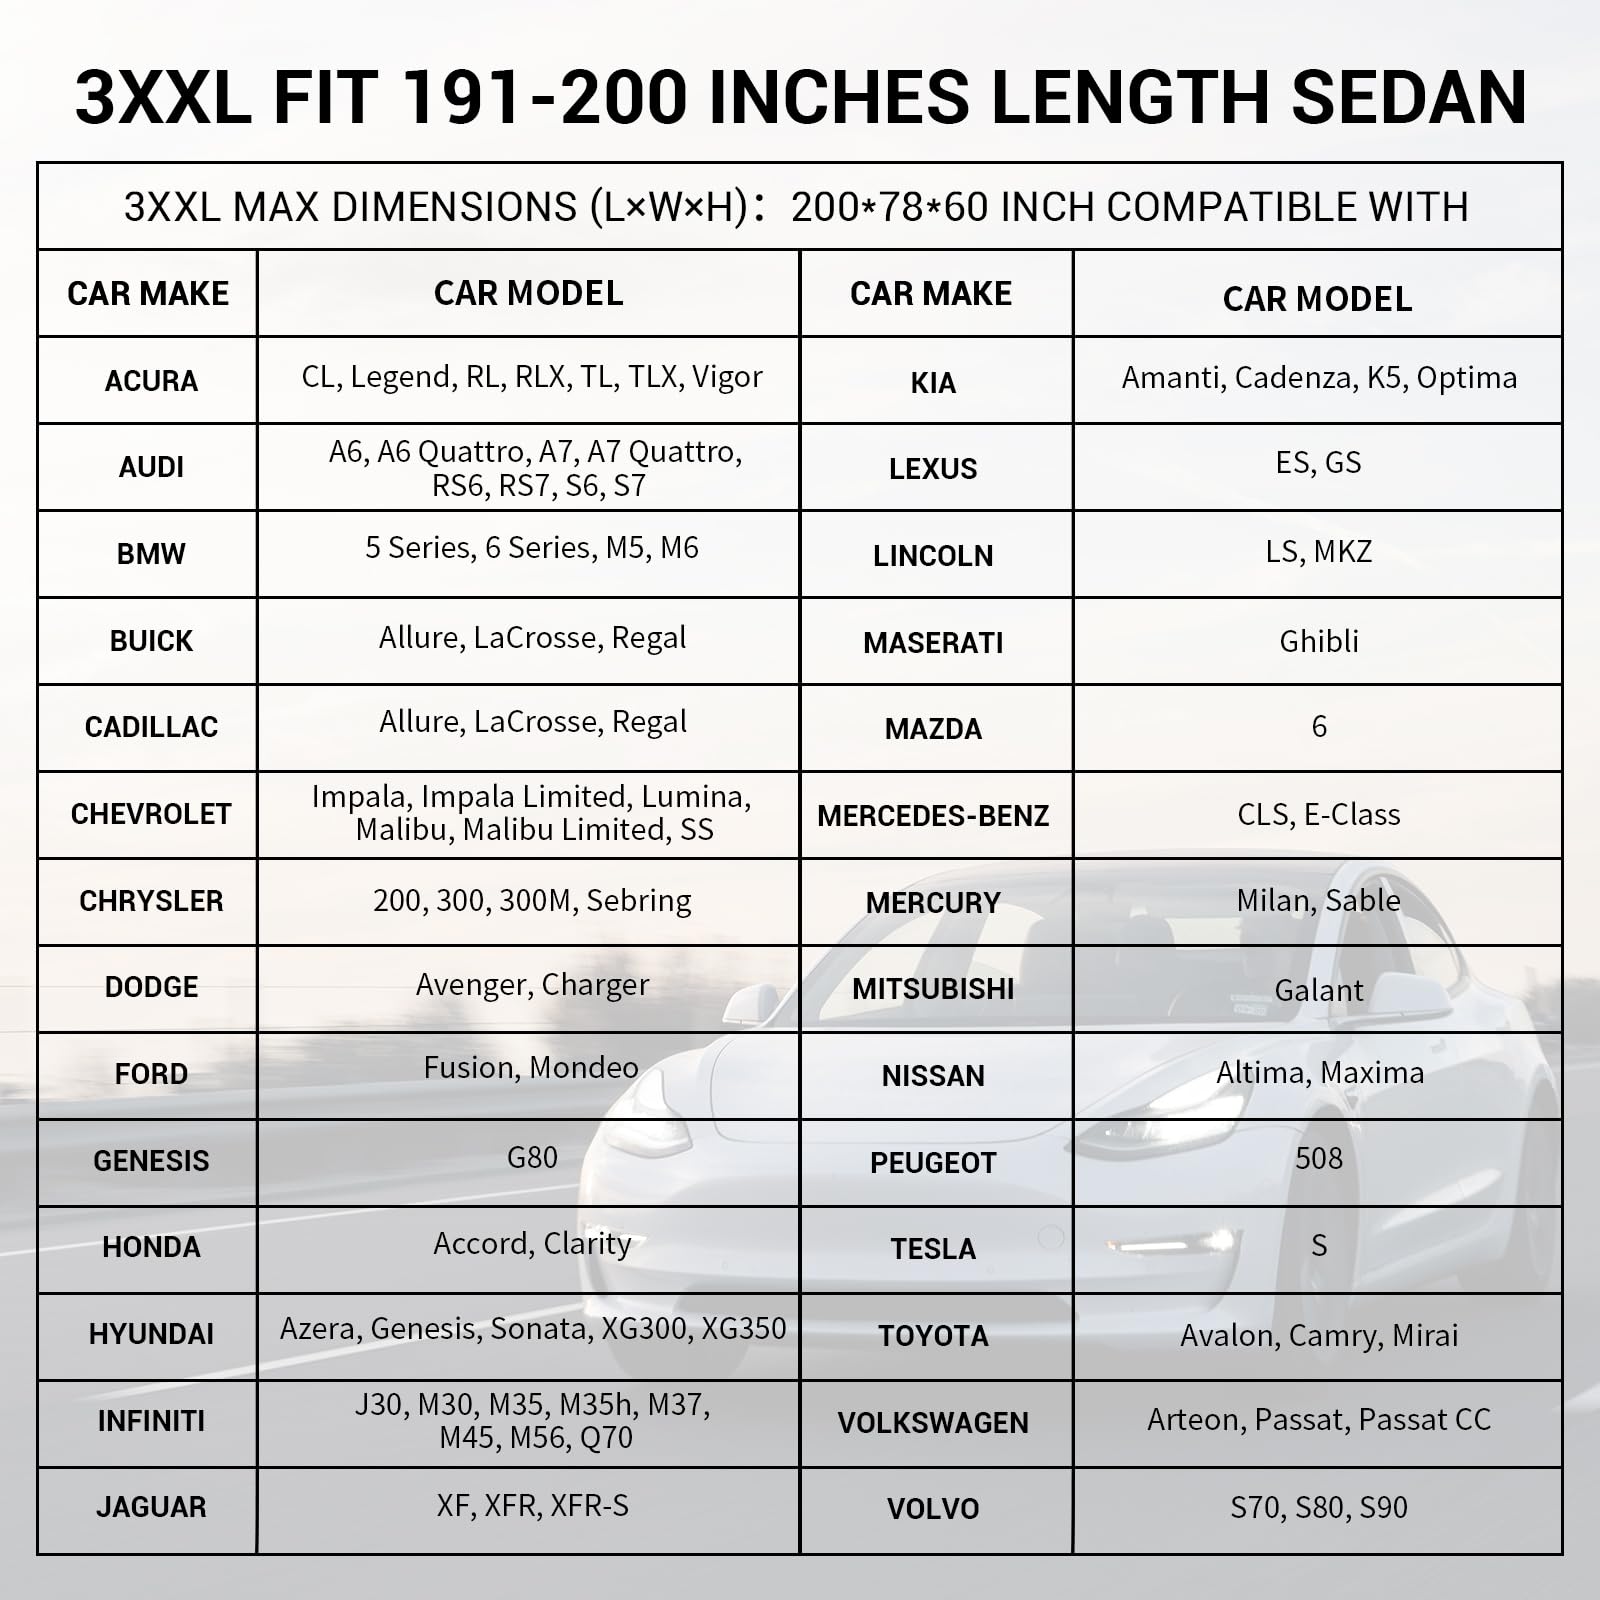 3XXL FIT 191-200 INCHES LENGTH SEDAN
3XXL MAX DIMENSIONS (L×W×H)：200*78*60 INCH COMPATIBLE WITH
CAR MAKE CAR MODEL CAR MAKE CAR MODEL
ACURA CL, Legend, RL, RLX, TL, TLX, Vigor KIA Amanti, Cadenza, K5, Optima
AUDI A6, A6 Quattro, A7, A7 Quattro,
RS6, RS7, S6, S7 LEXUS ES, GS
BMW 5 Series, 6 Series, M5, M6 LINCOLN LS, MKZ
BUICK Allure, LaCrosse, Regal MASERATI Ghibli
CADILLAC Allure, LaCrosse, Regal MAZDA 6
CHEVROLET Impala, Impala Limited, Lumina,
Malibu, Malibu Limited, SS MERCEDES-BENZ CLS, E-Class
CHRYSLER 200, 300, 300M, Sebring MERCURY Milan, Sable
DODGE Avenger, Charger MITSUBISHI Galant
FORD Fusion, Mondeo NISSAN Altima, Maxima
GENESIS G80 PEUGEOT 508
HONDA Accord, Clarity TESLA S
HYUNDAI Azera, Genesis, Sonata, XG300, XG350 TOYOTA Avalon, Camry, Mirai
INFINITI J30, M30, M35, M35h, M37,
M45, M56, Q70 VOLKSWAGEN Arteon, Passat, Passat CC
JAGUAR XF, XFR, XFR-S VOLVO S70, S80, S90